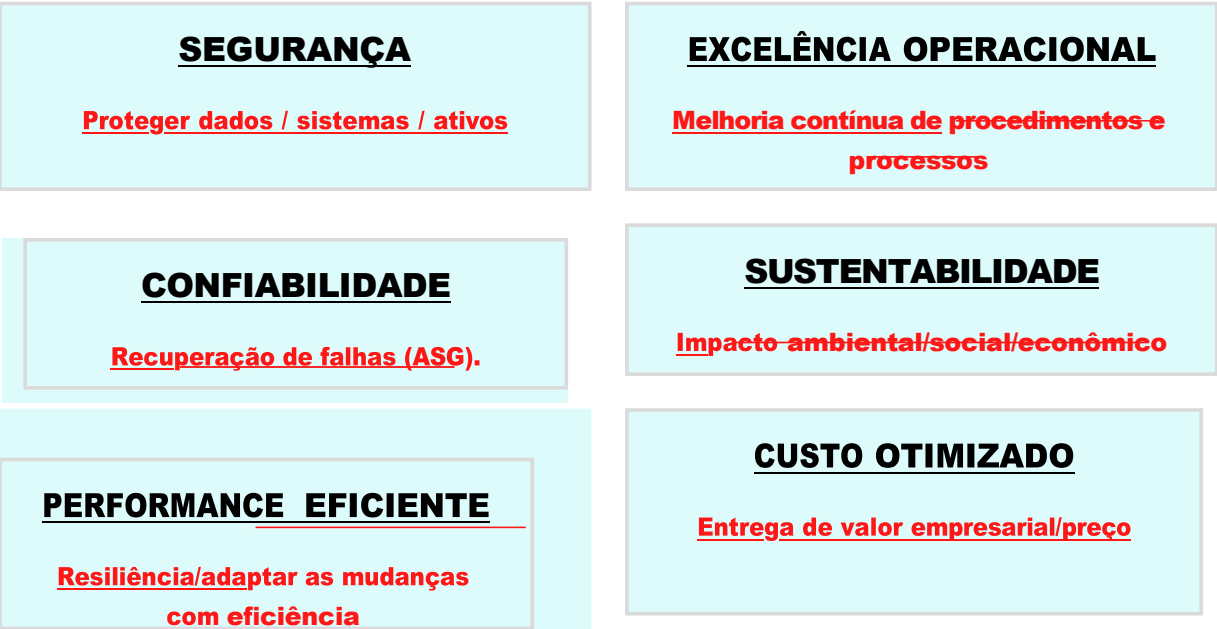 SEGURANÇA
Proteger dados / sistemas / ativos
EXCELÊNCIA OPERACIONAL
Melhoria contínua de procedimentos e
processos
CONFIABILIDADE
Recuperação de falhas (ASG).
SUSTENTABILIDADE
Impacto ambiental/social/econômico
PERFORMANCE EFICIENTE
Resiliência/adaptar as mudanças
com eficiência
CUSTO OTIMIZADO
Entrega de valor empresarial/preço